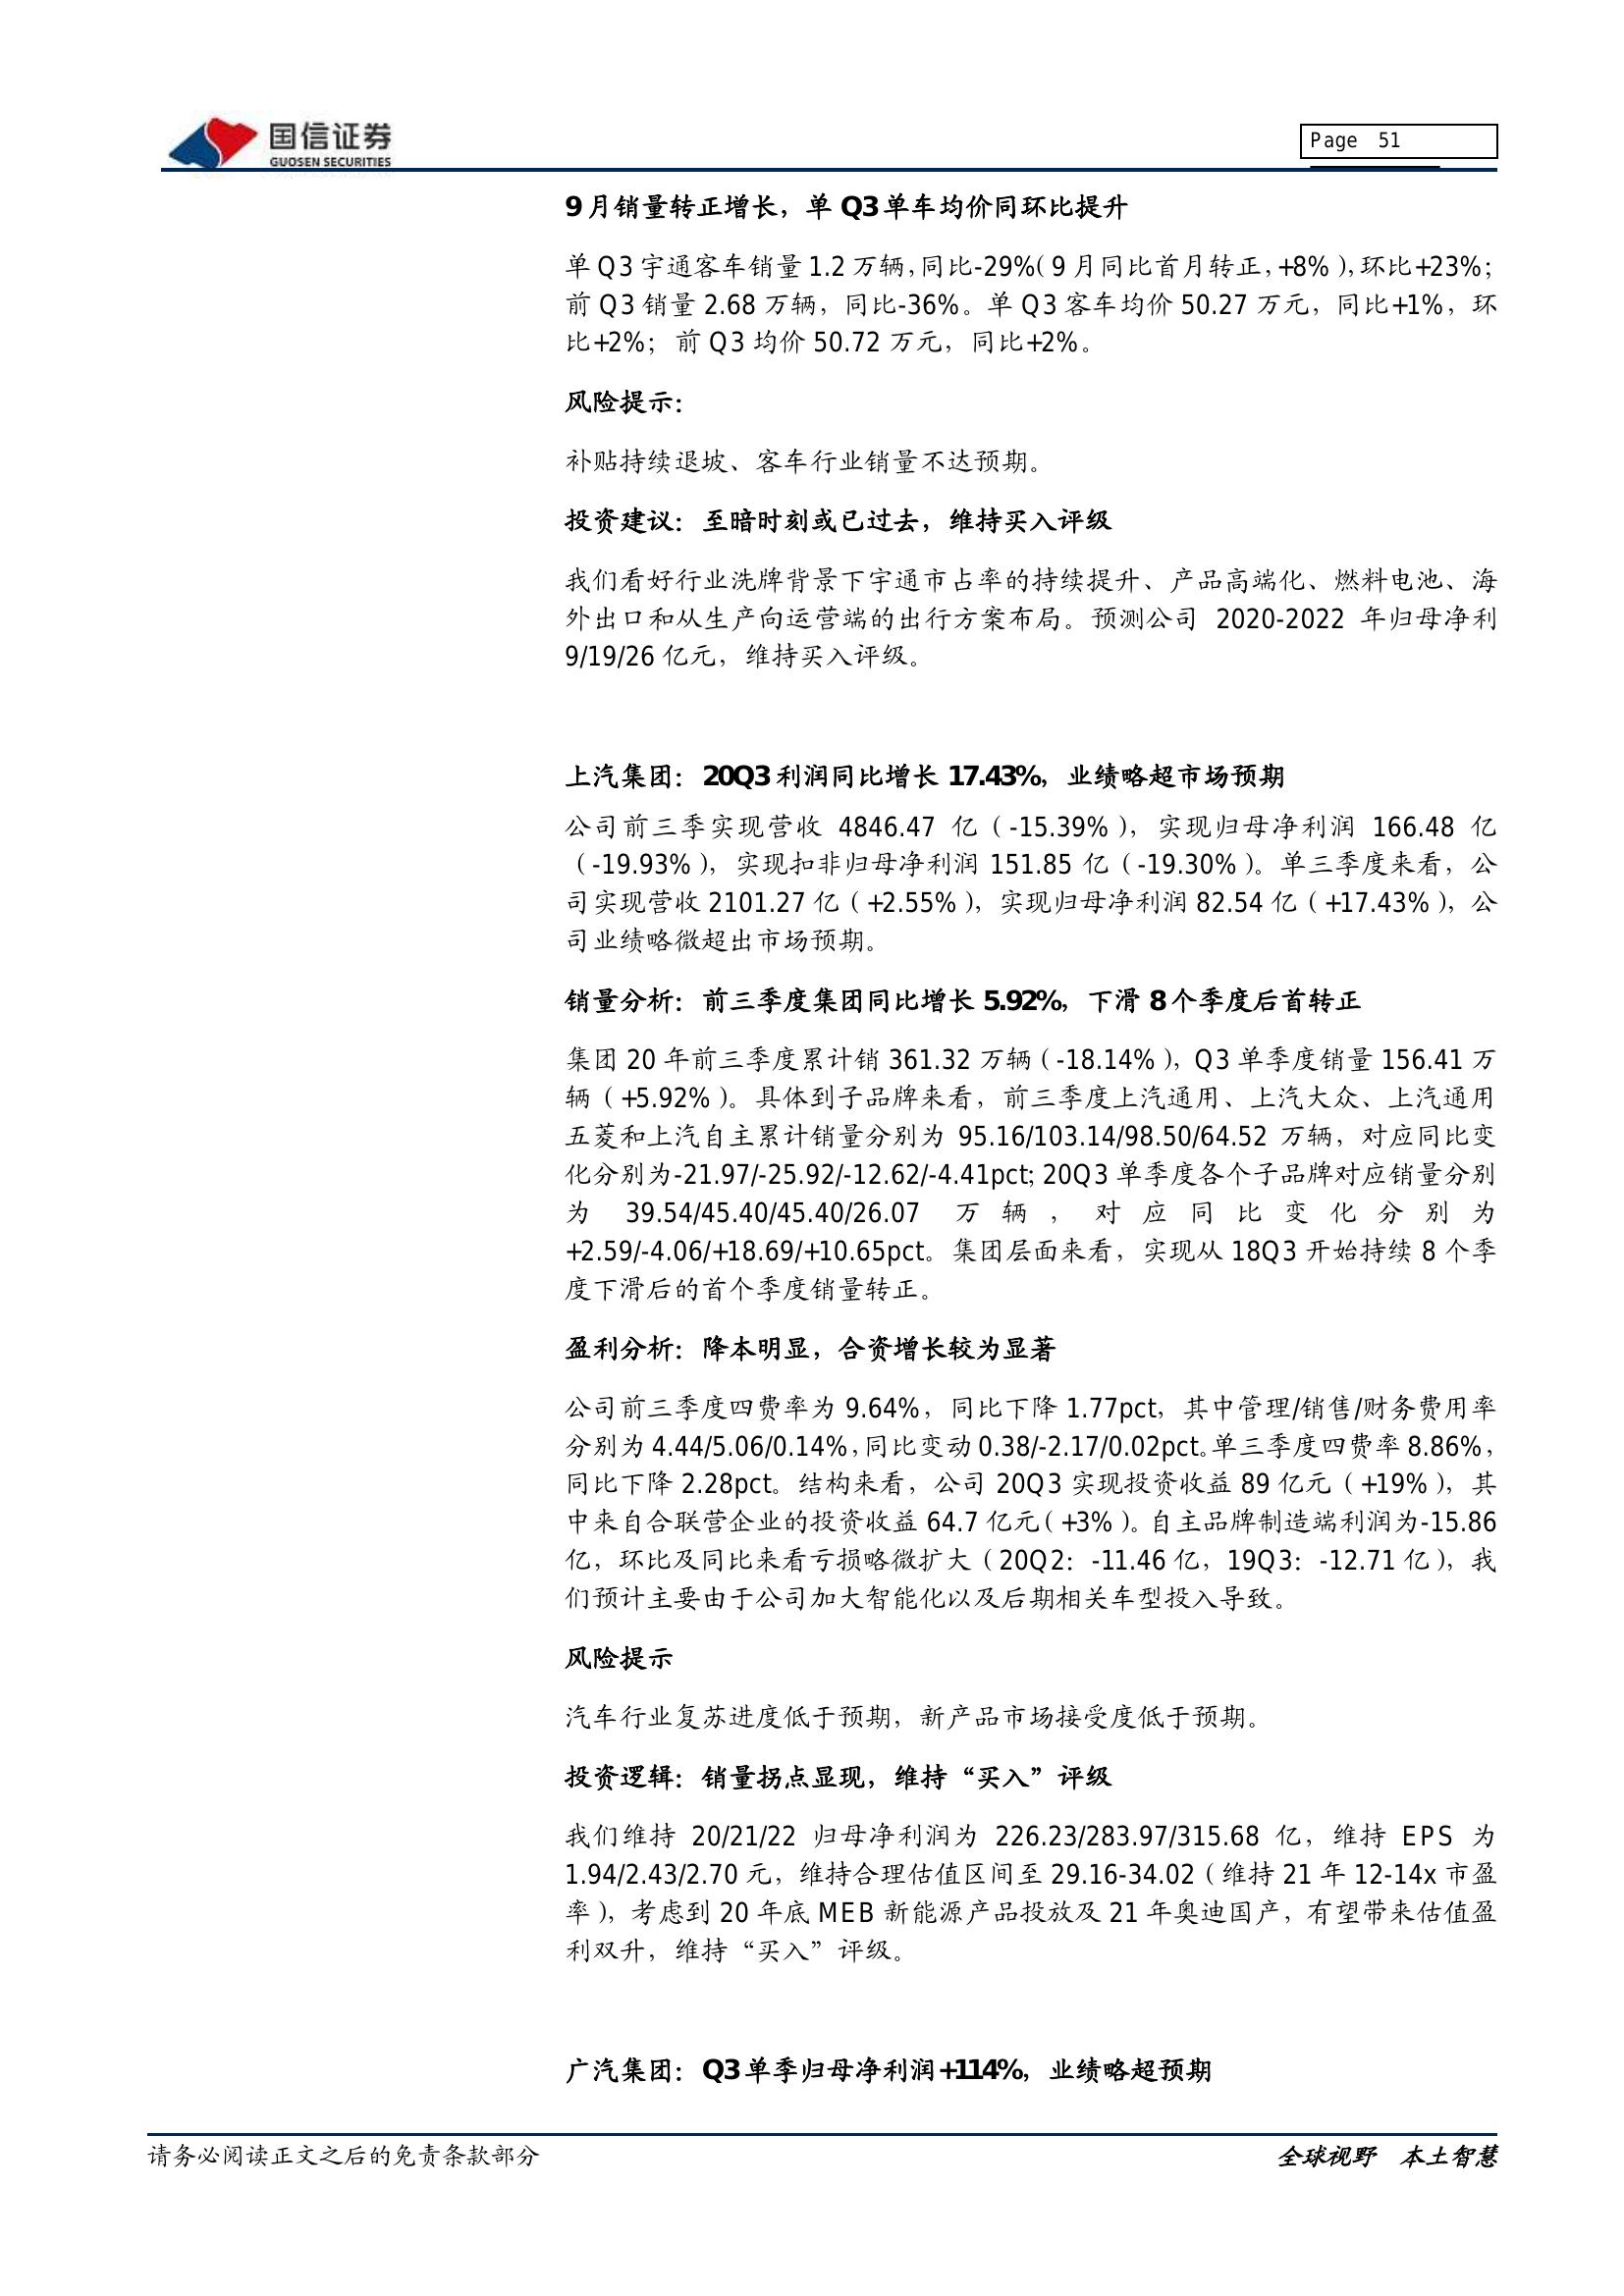 国信证券
GUOSEN SECURITIES
Page 51
9 月销量转正增长，单 Q3 单车均价同环比提升
单 Q3 宇通客车销量 1.2 万辆，同比-29%（9 月同比首月转正，+8%），环比+23%；
前 Q3 销量 2.68 万辆，同比-36%。单 Q3 客车均价 50.27 万元，同比+1%，环
比+2%；前 Q3 均价 50.72 万元，同比+2%。
风险提示：
补贴持续退坡、客车行业销量不达预期。
投资建议：至暗时刻或已过去，维持买入评级
我们看好行业洗牌背景下宇通市占率的持续提升、产品高端化、燃料电池、海
外出口和从生产向运营端的出行方案布局。预测公司 2020-2022 年归母净利
9/19/26 亿元，维持买入评级。
上汽集团：20Q3 利润同比增长 17.43%，业绩略超市场预期
公司前三季实现营收 4846.47 亿（-15.39%），实现归母净利润 166.48 亿
（-19.93%），实现扣非归母净利润 151.85 亿（-19.30%）。单三季度来看，公
司实现营收 2101.27 亿（+2.55%），实现归母净利润 82.54 亿（+17.43%），公
司业绩略微超出市场预期。
销量分析：前三季度集团同比增长 5.92%，下滑 8 个季度后首转正
集团 20 年前三季度累计销 361.32 万辆（-18.14%），Q3 单季度销量 156.41 万
辆（+5.92%）。具体到子品牌来看，前三季度上汽通用、上汽大众、上汽通用
五菱和上汽自主累计销量分别为 95.16/103.14/98.50/64.52 万辆，对应同比变
化分别为-21.97/-25.92/-12.62/-4.41pct; 20Q3 单季度各个子品牌对应销量分别
为 39.54/45.40/45.40/26.07 万辆，对应同比变化分别为
+2.59/-4.06/+18.69/+10.65pct。集团层面来看，实现从 18Q3 开始持续 8 个季
度下滑后的首个季度销量转正。
盈利分析：降本明显，合资增长较为显著
公司前三季度四费率为 9.64%，同比下降 1.77pct，其中管理/销售/财务费用率
分别为 4.44/5.06/0.14%，同比变动 0.38/-2.17/0.02pct。单三季度四费率 8.86%，
同比下降 2.28pct。结构来看，公司 20Q3 实现投资收益 89 亿元（+19%），其
中来自合联营企业的投资收益 64.7 亿元（+3%）。自主品牌制造端利润为-15.86
亿，环比及同比来看亏损略微扩大（20Q2：-11.46 亿，19Q3：-12.71 亿），我
们预计主要由于公司加大智能化以及后期相关车型投入导致。
风险提示
汽车行业复苏进度低于预期，新产品市场接受度低于预期。
投资逻辑：销量拐点显现，维持“买入”评级
我们维持 20/21/22 归母净利润为 226.23/283.97/315.68 亿，维持 EPS 为
1.94/2.43/2.70 元，维持合理估值区间至 29.16-34.02（维持 21 年 12-14x 市盈
率），考虑到 20 年底 MEB 新能源产品投放及 21 年奥迪国产，有望带来估值盈
利双升，维持“买入”评级。
广汽集团：Q3 单季归母净利润+114%，业绩略超预期
请务必阅读正文之后的免责条款部分
全球视野 本土智慧